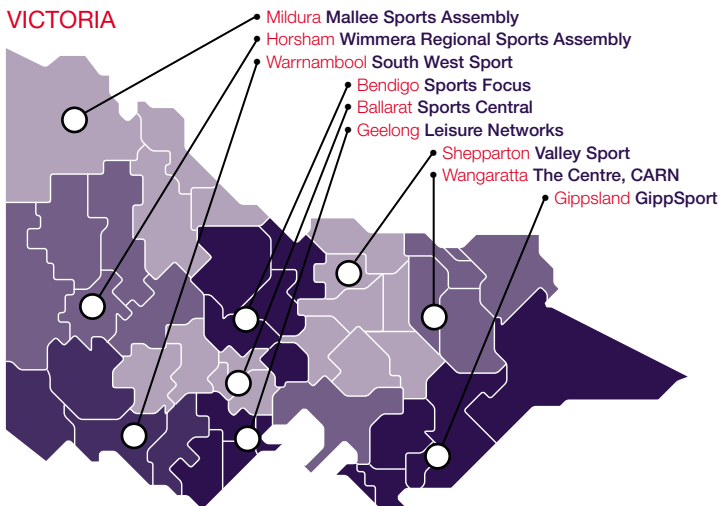 VICTORIA
Mildura Mallee Sports Assembly
Horsham Wimmera Regional Sports Assembly
Warrnambool South West Sport
Bendigo Sports Focus
Ballarat Sports Central
Geelong Leisure Networks
Shepparton Valley Sport
Wangaratta The Centre, CARN
Gippsland GippSport